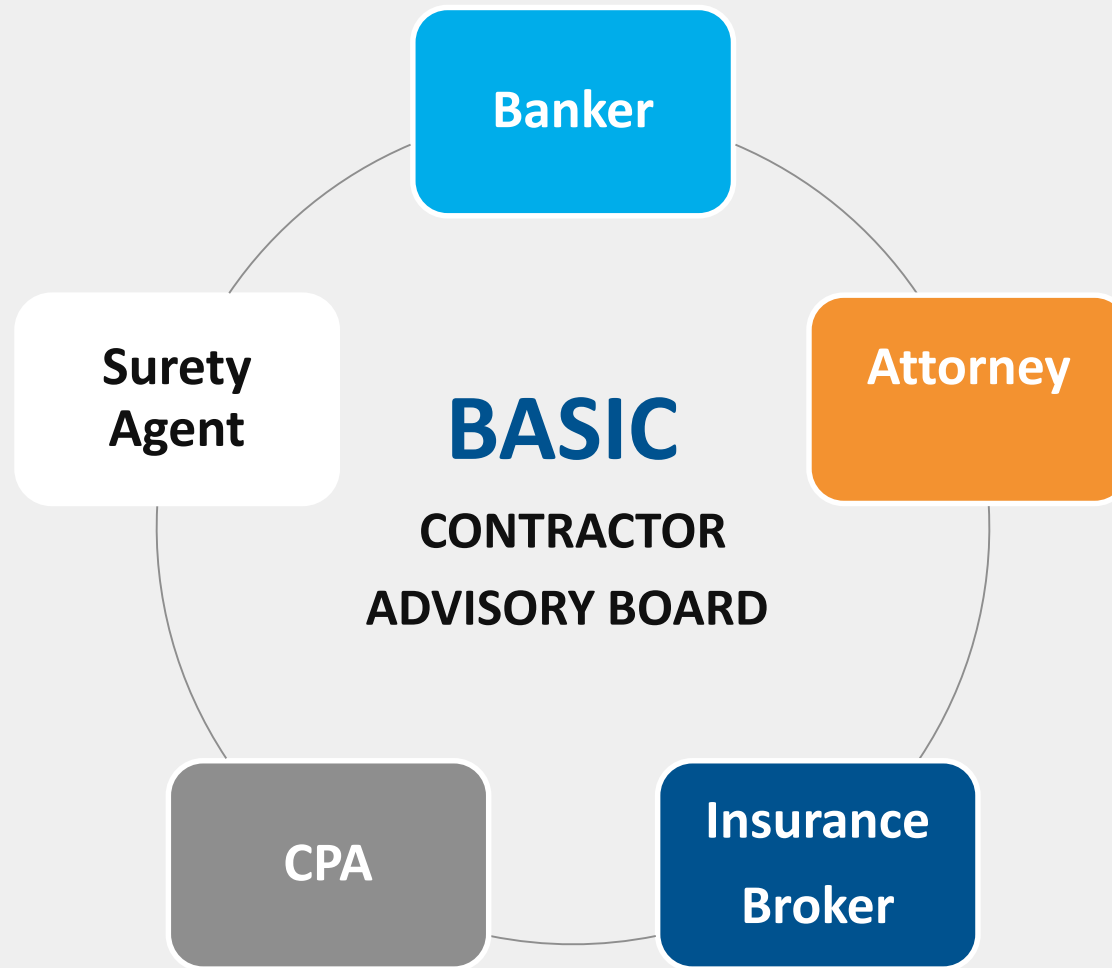 Banker
Surety
Agent
Attorney
BASIC
CONTRACTOR
ADVISORY BOARD
CPA
Insurance
Broker